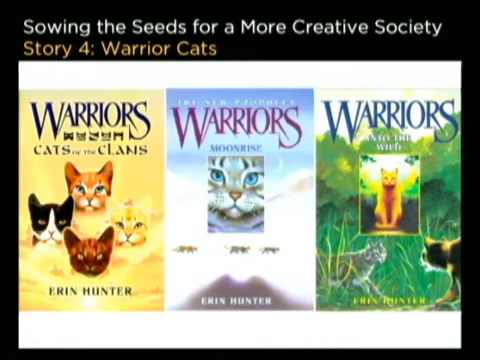 Sowing the Seeds for a More Creative Society
Story 4: Warrior Cats
WARRIORS
CATS OF THE CLANS
ERIN HUNTER
THE NEW PROPHECY
WARRIORS
MOONRISE
ERIN HUNTER
WARRIORS
INTO THE
WILD
ERIN HUNTER